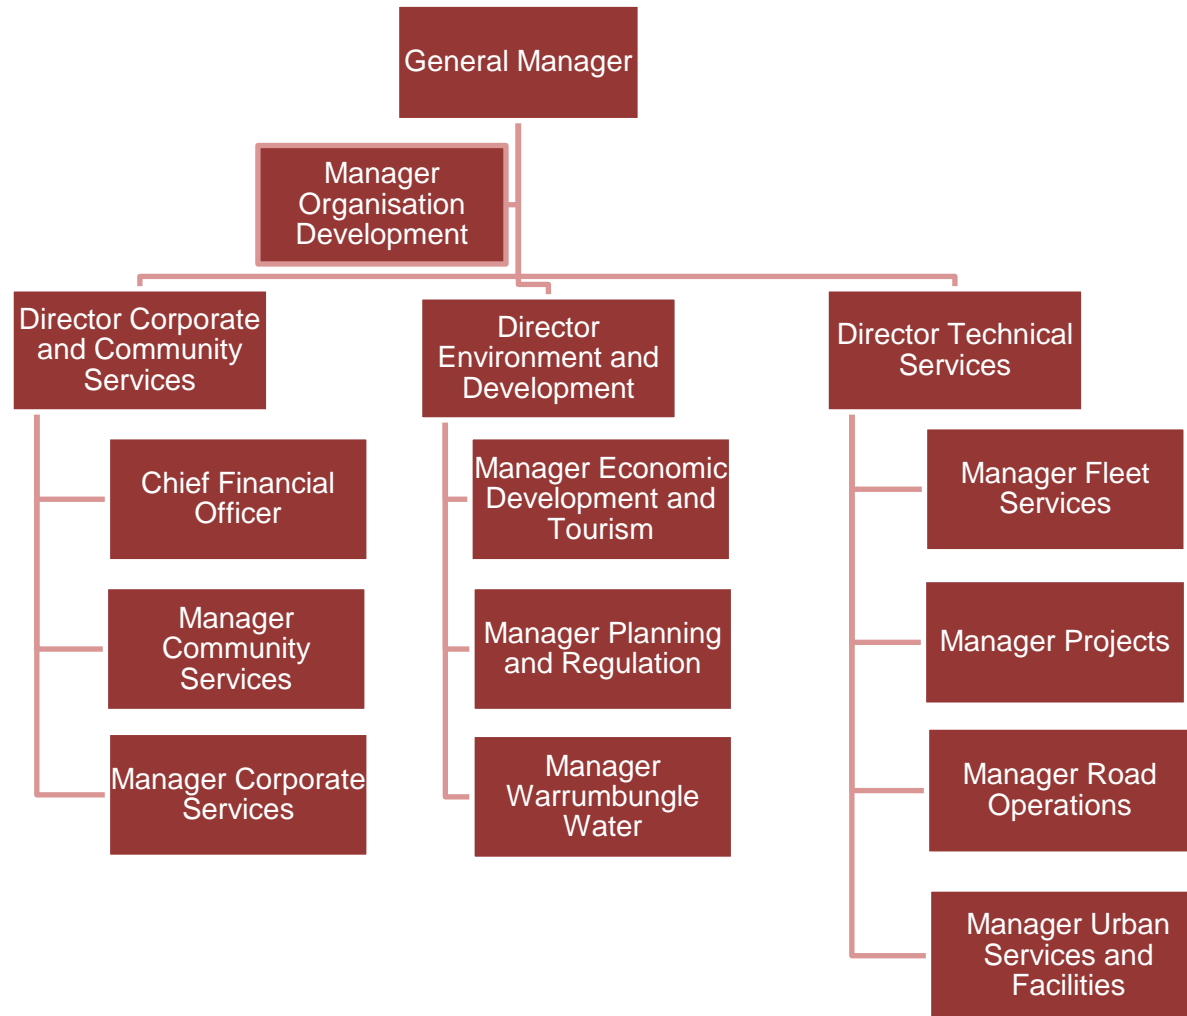 General Manager
Manager
Organisation
Development
Director Corporate
and Community
Services
Director
Environment and
Development
Director Technical
Services
Chief Financial
Officer
Manager
Community
Services
Manager Corporate
Services
Manager Economic
Development and
Tourism
Manager Planning
and Regulation
Manager
Warrumbungle
Water
Manager Fleet
Services
Manager Projects
Manager Road
Operations
Manager Urban
Services and
Facilities